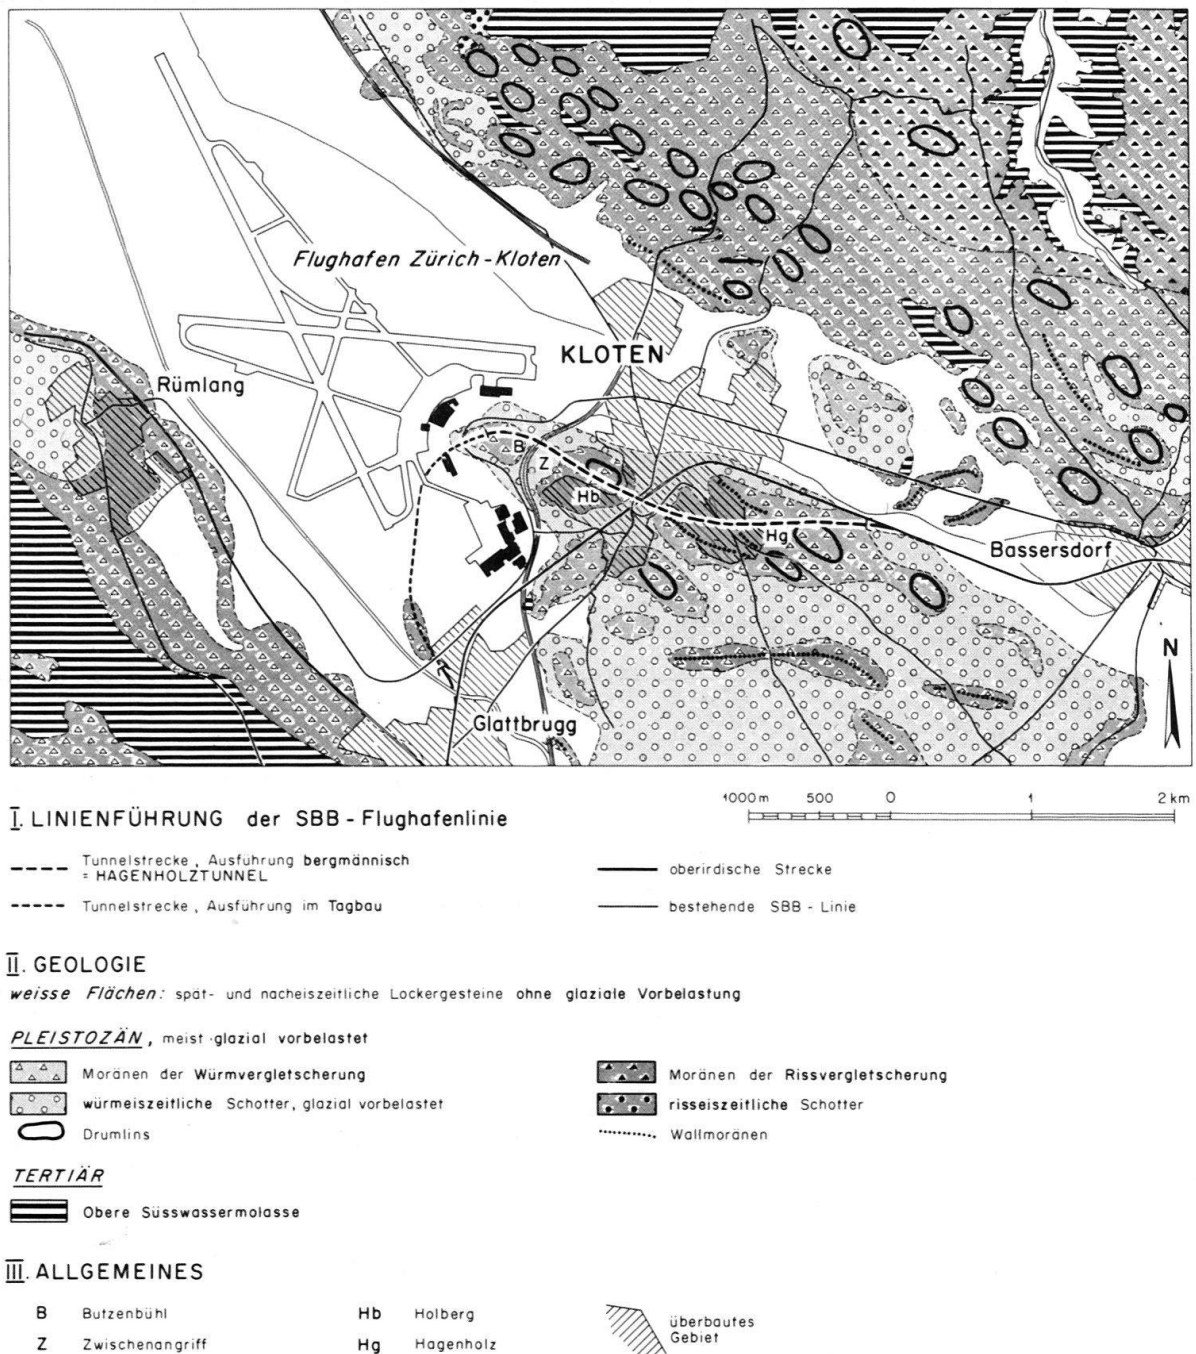 Flughafen Zürich-Kloten
KLOTEN
Rümlang
B
Z
Hb
Hg
Bassersdorf
N
Glattbrugg
1000 m 500 0 1 2 km
I. LINIENFÜHRUNG der SBB - Flughafenlinie
Tunnelstrecke, Ausführung bergmännisch
= HAGENHOLZTUNNEL
oberirdische Strecke
Tunnelstrecke, Ausführung im Tagbau
bestehende SBB - Linie
II. GEOLOGIE
weisse Flächen: spät- und nacheiszeitliche Lockergesteine ohne glaziale Vorbelastung
PLEISTOZÄN, meist glazial vorbelastet
Moränen der Würmvergletscherung
Moränen der Rissvergletscherung
würmeiszeitliche Schotter, glazial vorbelastet
risseiszeitliche Schotter
Drumlins
Wallmoränen
TERTIÄR
Obere Süsswassermolasse
III. ALLGEMEINES
B Butzenbühl
Hb Holberg
überbautes
Gebiet
Z Zwischenangriff
Hg Hagenholz